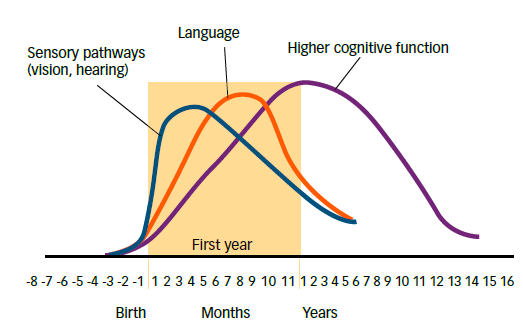 Language
Sensory pathways
(vision, hearing)
Higher cognitive function
First year
-8 -7 -6 -5 -4 -3 -2 -1 1 2 3 4 5 6 7 8 9 10 11 1 2 3 4 5 6 7 8 9 10 11 12 13 14 15 16
Birth Months Years